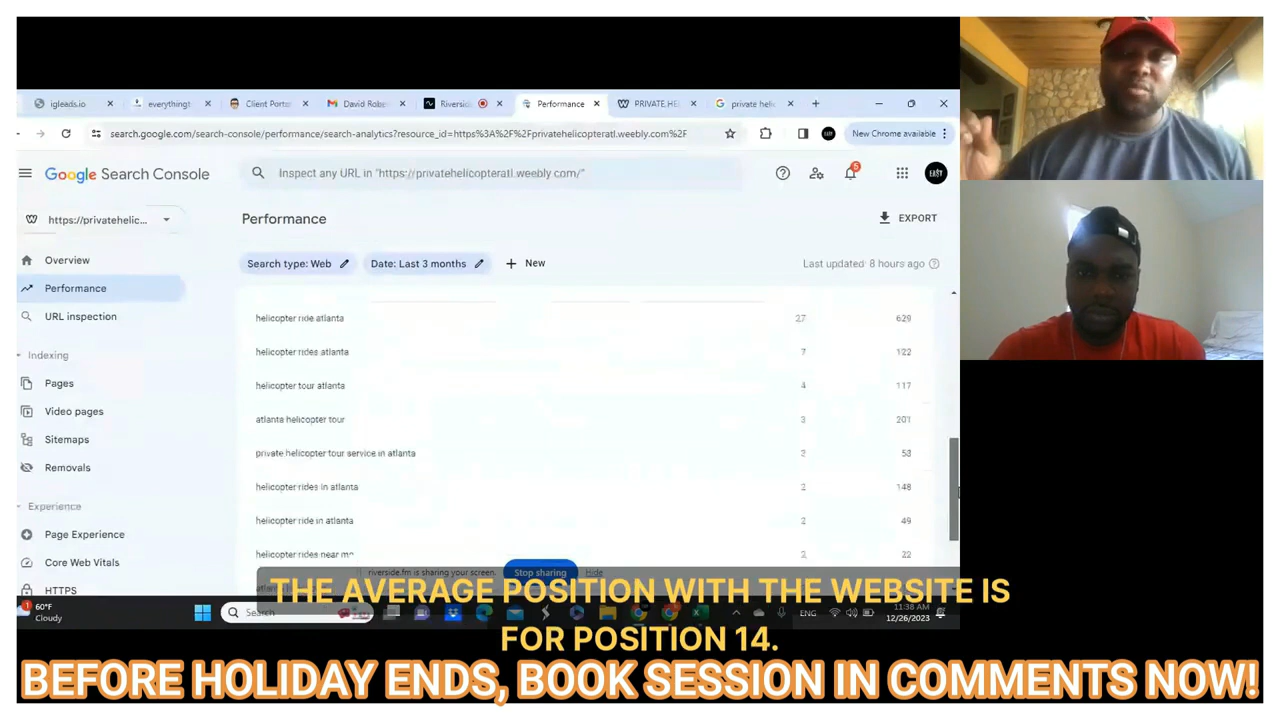 igleads.io
everything!
Client Porta
David Robe
Riversid
Performance
PRIVATE.HE
private heli
search.google.com/search-console/performance/search-analytics?resource_id=https%3A%2F%2Fprivatehelicopteratl.weebly.com%2F
New Chrome available
Google Search Console
Inspect any URL in "https://privatehelicopteratl.weebly.com/"
EASY
https://privatehelic...
Performance
EXPORT
Search type: Web
Date: Last 3 months
New
Last updated: 8 hours ago
Overview
Performance
URL inspection
Indexing
Pages
Video pages
Sitemaps
Removals
Experience
Page Experience
Core Web Vitals
HTTPS
helicopter ride atlanta 27 629
helicopter rides atlanta 7 122
helicopter tour atlanta 4 117
atlanta helicopter tour 3 201
private helicopter tour service in atlanta 2 53
helicopter rides in atlanta 2 148
helicopter ride in atlanta 2 49
helicopter rides near me 2 22
riverside.fm is sharing your screen. Stop sharing Hide
THE AVERAGE POSITION WITH THE WEBSITE IS
FOR POSITION 14.
60°F
Cloudy
Search
ENG
11:38 AM
12/26/2023
BEFORE HOLIDAY ENDS, BOOK SESSION IN COMMENTS NOW!